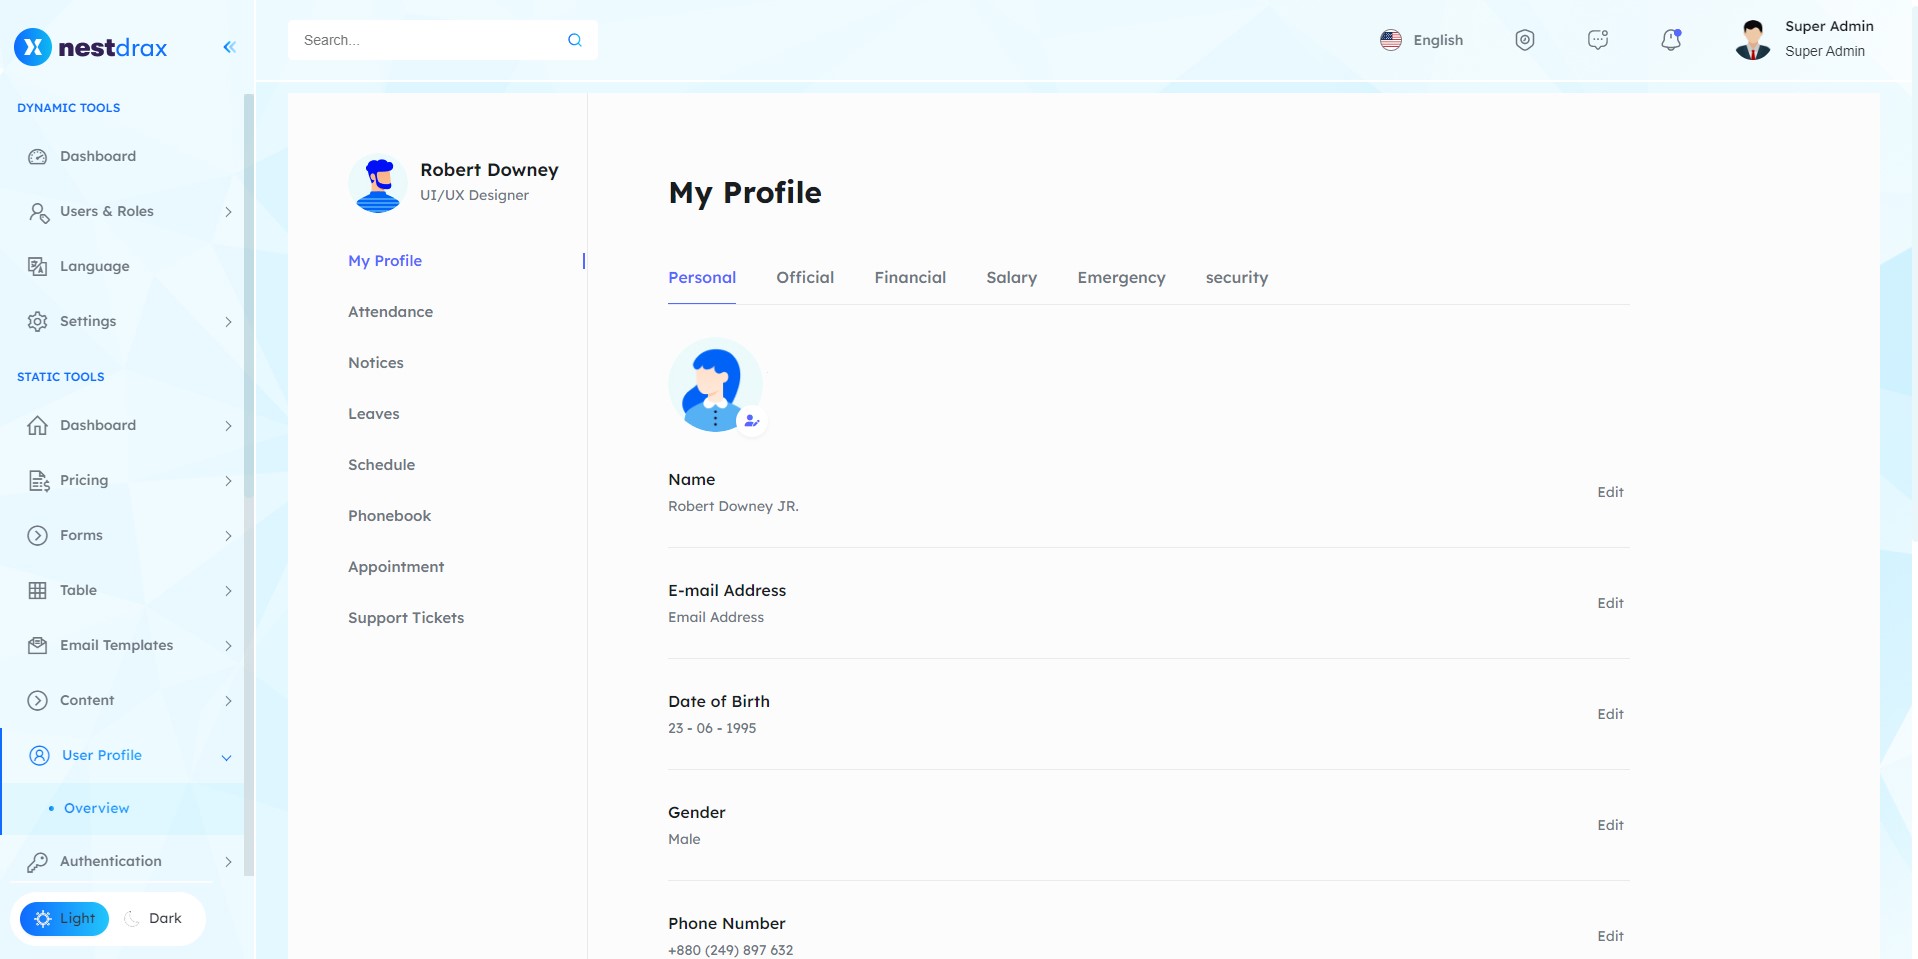 nestdrax
DYNAMIC TOOLS
Dashboard
Users & Roles
Language
Settings
STATIC TOOLS
Dashboard
Pricing
Forms
Table
Email Templates
Content
User Profile
Overview
Authentication
Light
Dark
Search...
English
Super Admin
Super Admin
Robert Downey
UI/UX Designer
My Profile
Attendance
Notices
Leaves
Schedule
Phonebook
Appointment
Support Tickets
My Profile
Personal Official Financial Salary Emergency security
Name
Robert Downey JR.
Edit
E-mail Address
Email Address
Edit
Date of Birth
23 - 06 - 1995
Edit
Gender
Male
Edit
Phone Number
+880 (249) 897 632
Edit